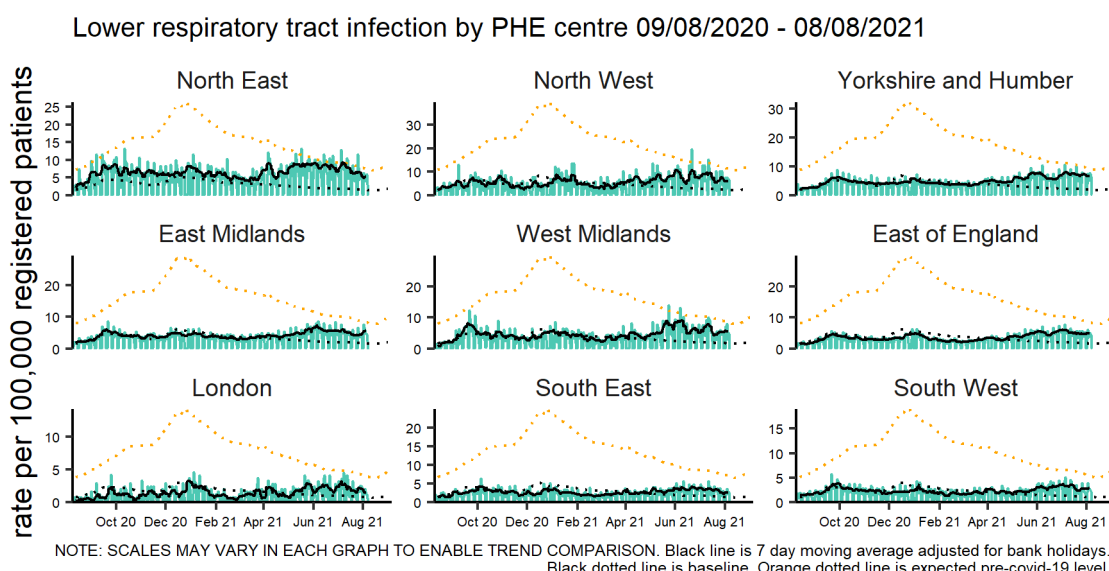 Lower respiratory tract infection by PHE centre 09/08/2020 - 08/08/2021
rate per 100,000 registered patients
North East
25
20
15
10
5
0
North West
30
20
10
0
Yorkshire and Humber
30
20
10
0
East Midlands
20
10
0
West Midlands
20
10
0
East of England
20
10
0
London
10
5
0
Oct 20 Dec 20 Feb 21 Apr 21 Jun 21 Aug 21
South East
20
15
10
5
0
Oct 20 Dec 20 Feb 21 Apr 21 Jun 21 Aug 21
South West
15
10
5
0
Oct 20 Dec 20 Feb 21 Apr 21 Jun 21 Aug 21
NOTE: SCALES MAY VARY IN EACH GRAPH TO ENABLE TREND COMPARISON. Black line is 7 day moving average adjusted for bank holidays.
Black dotted line is baseline. Orange dotted line is expected pre-covid-19 level.